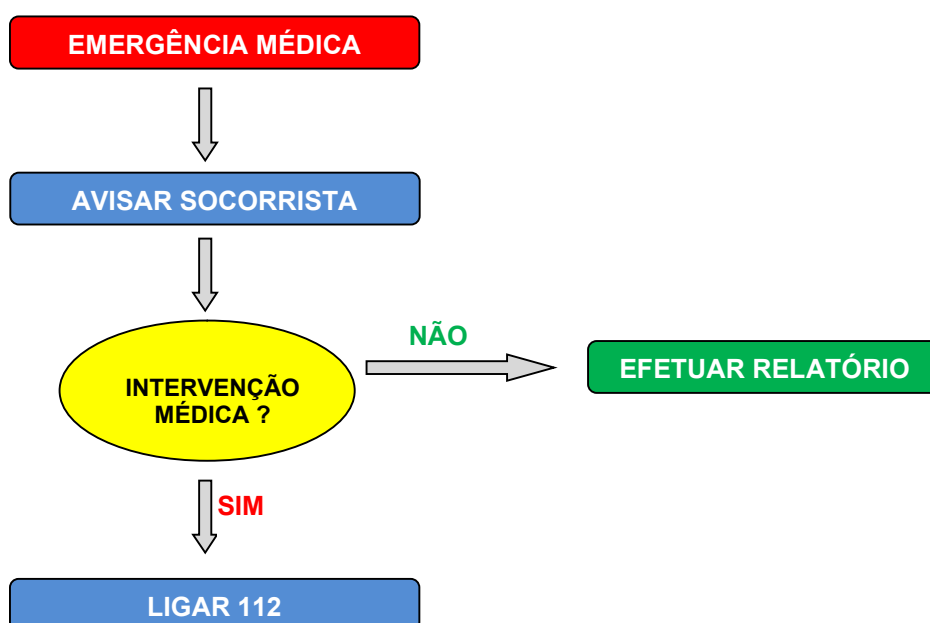 EMERGÊNCIA MÉDICA
AVISAR SOCORRISTA
NÃO
INTERVENÇÃO
MÉDICA ?
EFETUAR RELATÓRIO
SIM
LIGAR 112